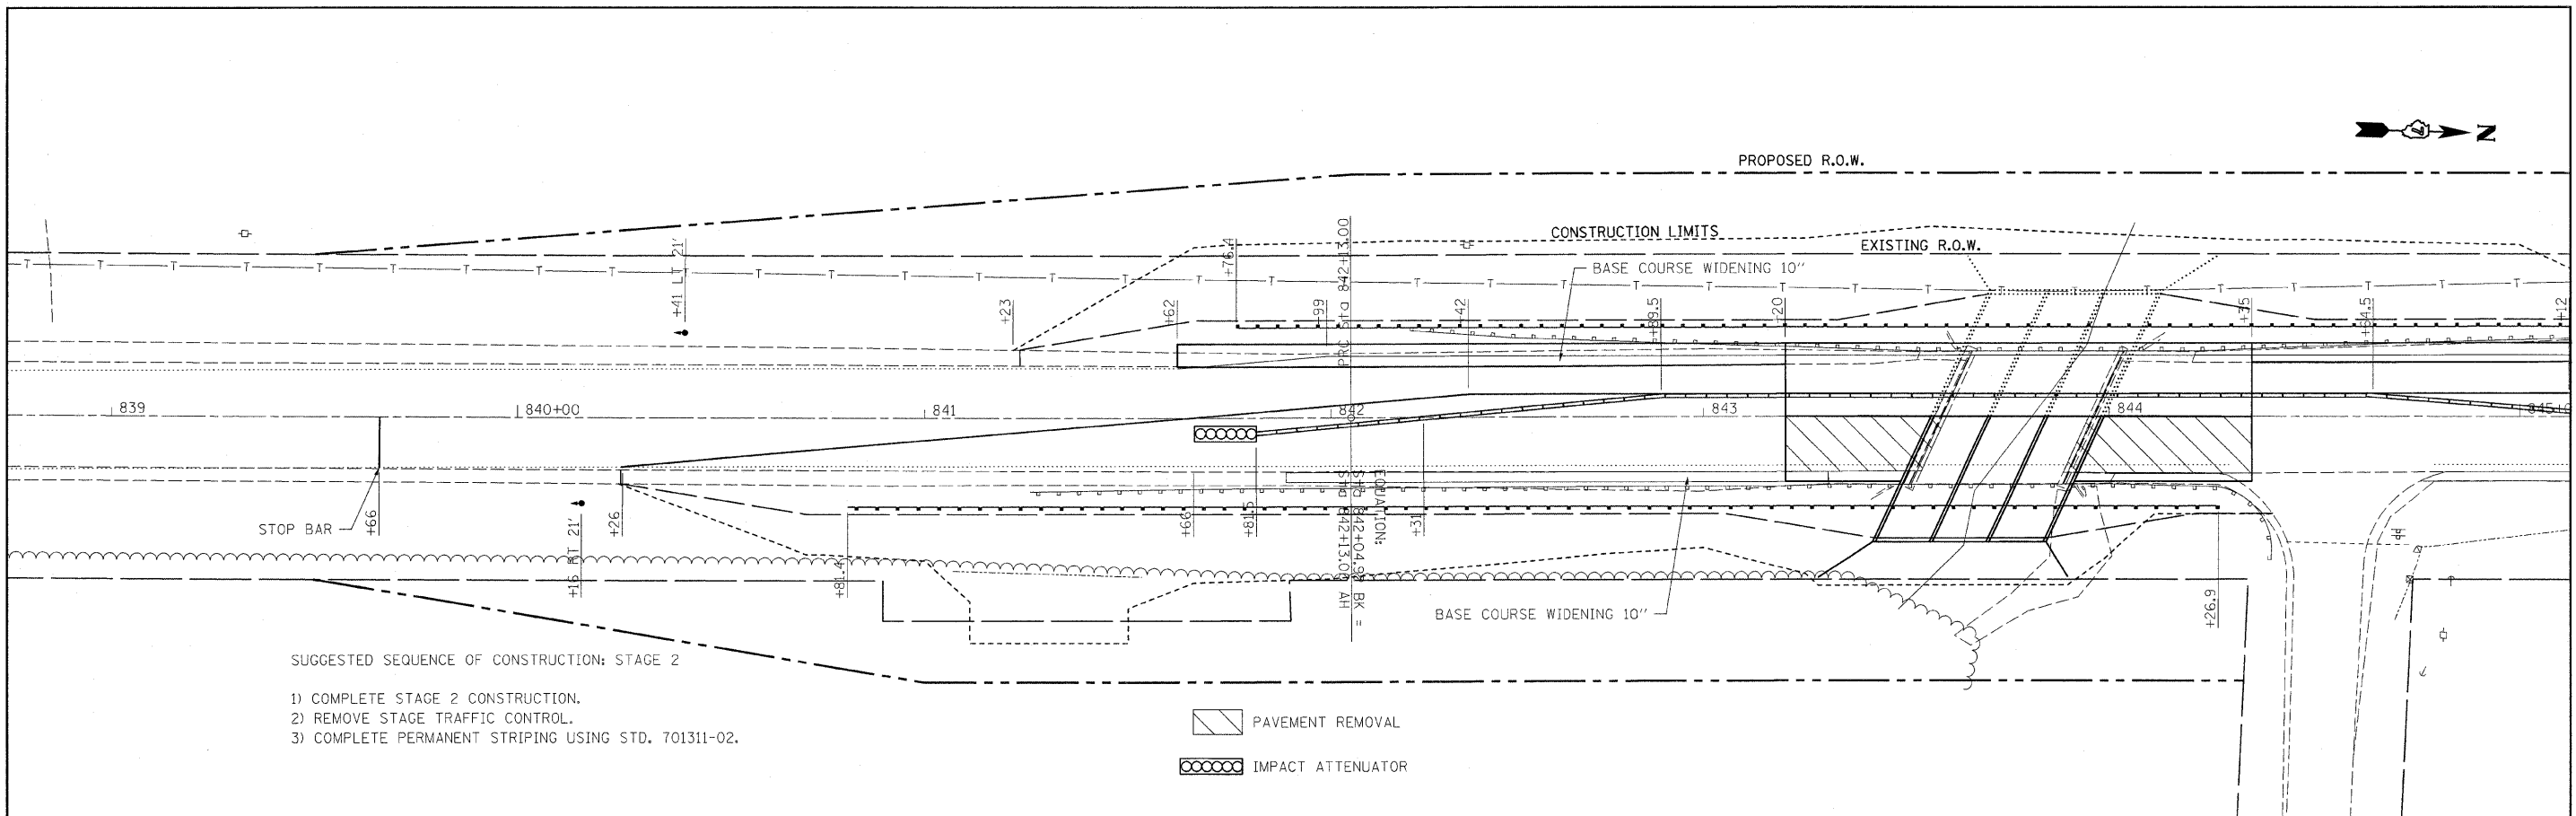 N
PROPOSED R.O.W.
CONSTRUCTION LIMITS
EXISTING R.O.W.
BASE COURSE WIDENING 10"
+41 LT 21'
+23
+62
+76.4
+99
PRC Sta 842+13.00
+42
+89.5
+20
+35
+64.5
+12
839
840+00
841
842
843
844
STOP BAR
+66
+16 RT 21'
+26
+81.4
+66
+81.5
EQUATION:
Sta 842+04.99 BK =
Sta 842+13.00 AH
+31
BASE COURSE WIDENING 10"
+26.9
SUGGESTED SEQUENCE OF CONSTRUCTION: STAGE 2
1) COMPLETE STAGE 2 CONSTRUCTION.
2) REMOVE STAGE TRAFFIC CONTROL.
3) COMPLETE PERMANENT STRIPING USING STD. 701311-02.
PAVEMENT REMOVAL
IMPACT ATTENUATOR